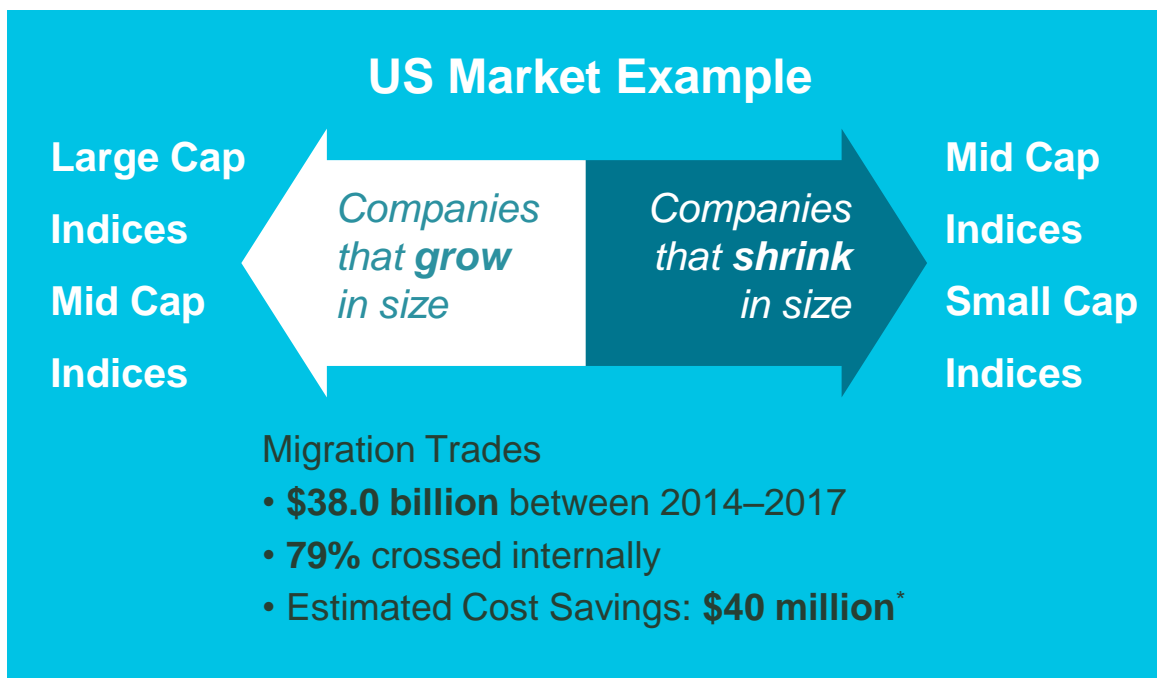 US Market Example
Large Cap
Indices
Mid Cap
Indices
Companies
that grow
in size
Companies
that shrink
in size
Mid Cap
Indices
Small Cap
Indices
Migration Trades
• $38.0 billion between 2014–2017
• 79% crossed internally
• Estimated Cost Savings: $40 million*